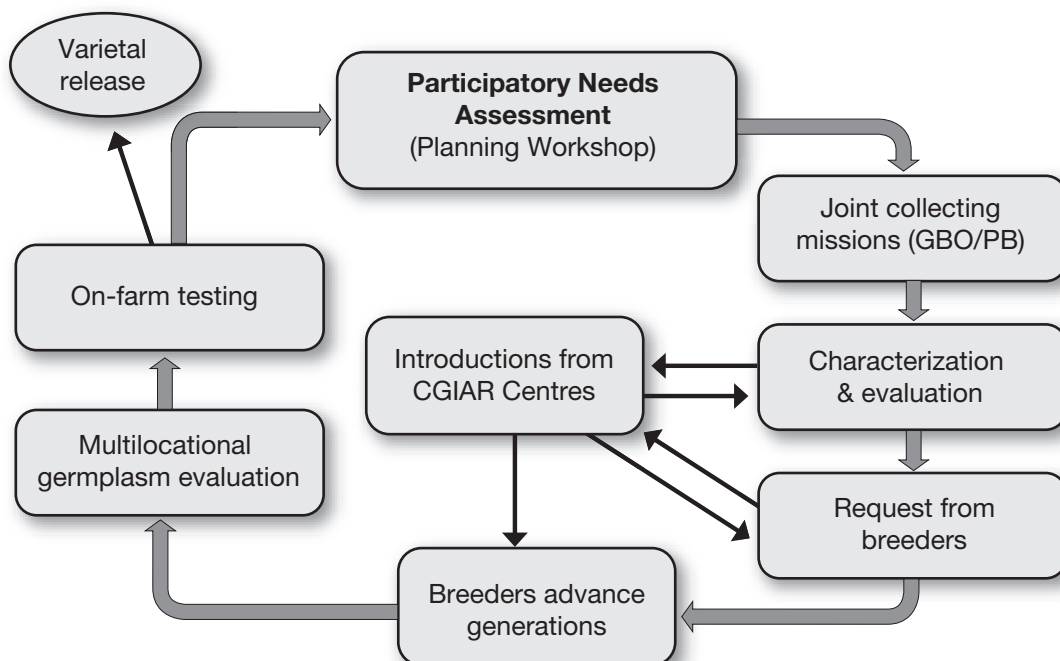 Varietal
release
Participatory Needs
Assessment
(Planning Workshop)
Joint collecting
missions (GBO/PB)
On-farm testing
Introductions from
CGIAR Centres
Characterization
& evaluation
Multilocational
germplasm evaluation
Request from
breeders
Breeders advance
generations